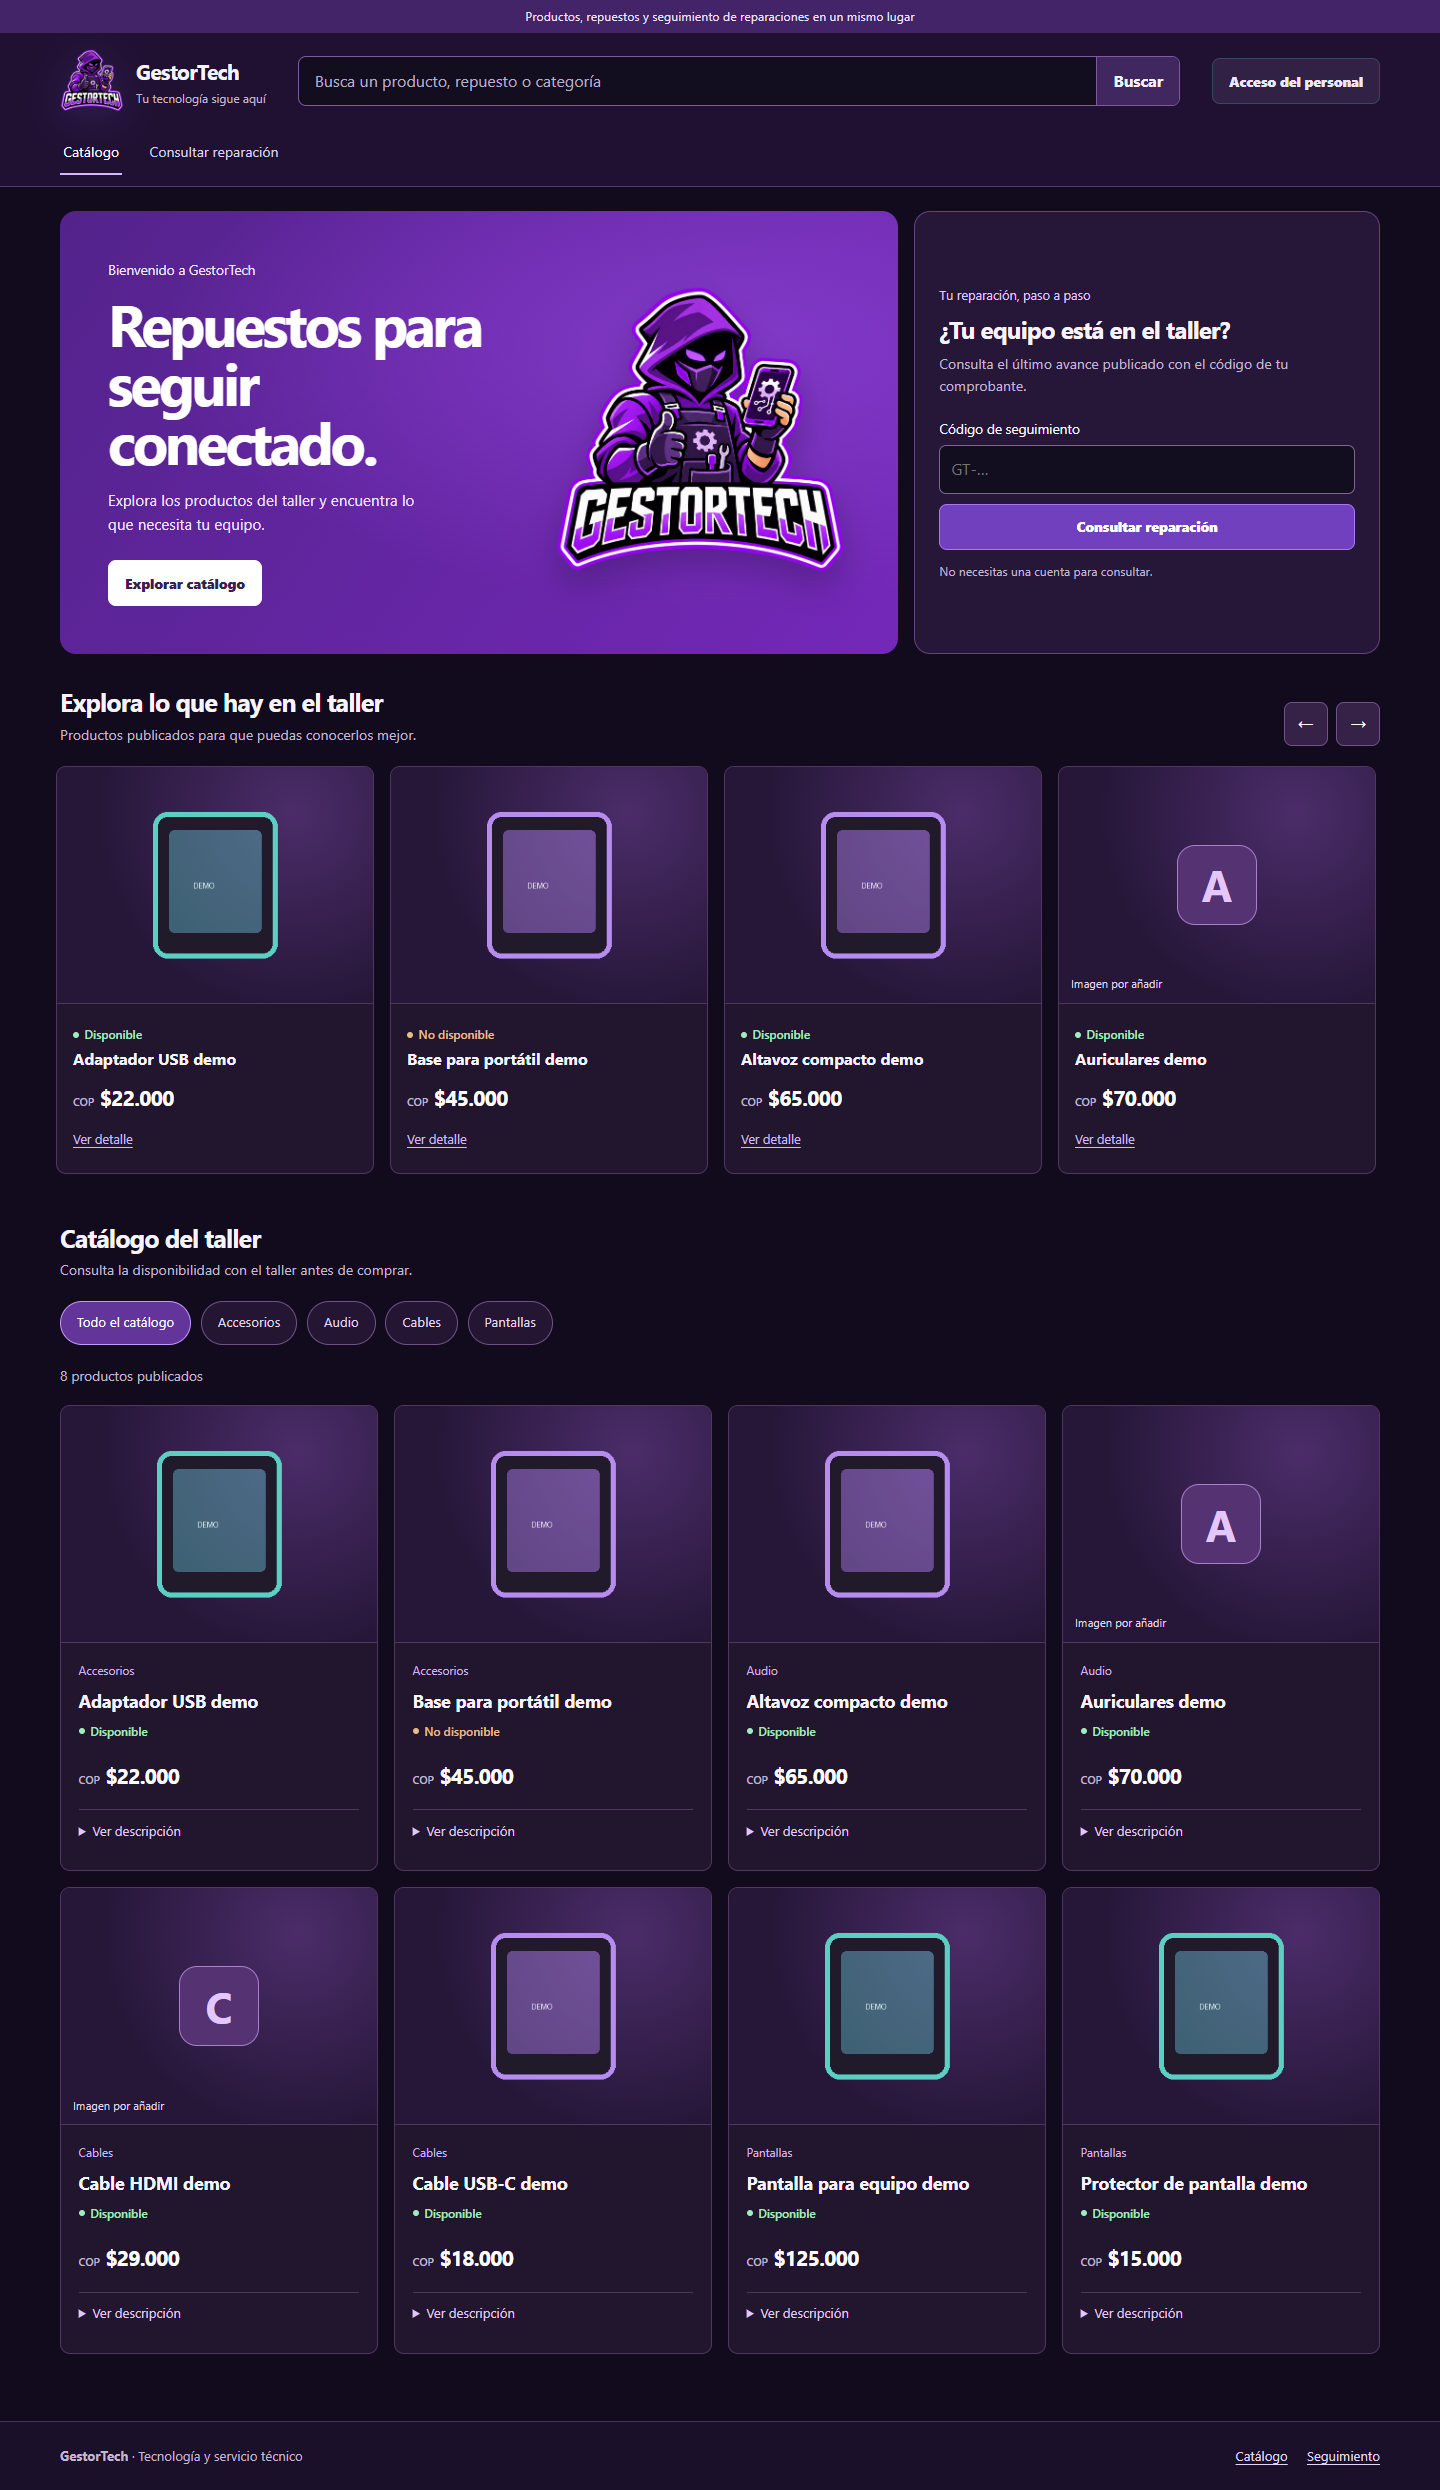 Productos, repuestos y seguimiento de reparaciones en un mismo lugar
GESTORTECH
GestorTech
Tu tecnología sigue aquí
Busca un producto, repuesto o categoría
Buscar
Acceso del personal
Catálogo
Consultar reparación
Bienvenido a GestorTech
Repuestos para
seguir
conectado.
Explora los productos del taller y encuentra lo
que necesita tu equipo.
Explorar catálogo
GESTORTECH
Tu reparación, paso a paso
¿Tu equipo está en el taller?
Consulta el último avance publicado con el código de tu
comprobante.
Código de seguimiento
GT-...
Consultar reparación
No necesitas una cuenta para consultar.
Explora lo que hay en el taller
Productos publicados para que puedas conocerlos mejor.
← →
DEMO
Disponible
Adaptador USB demo
COP $22.000
Ver detalle
DEMO
No disponible
Base para portátil demo
COP $45.000
Ver detalle
DEMO
Disponible
Altavoz compacto demo
COP $65.000
Ver detalle
A
Imagen por añadir
Disponible
Auriculares demo
COP $70.000
Ver detalle
Catálogo del taller
Consulta la disponibilidad con el taller antes de comprar.
Todo el catálogo
Accesorios
Audio
Cables
Pantallas
8 productos publicados
DEMO
Accesorios
Adaptador USB demo
Disponible
COP $22.000
Ver descripción
DEMO
Accesorios
Base para portátil demo
No disponible
COP $45.000
Ver descripción
DEMO
Audio
Altavoz compacto demo
Disponible
COP $65.000
Ver descripción
A
Imagen por añadir
Audio
Auriculares demo
Disponible
COP $70.000
Ver descripción
C
Imagen por añadir
Cables
Cable HDMI demo
Disponible
COP $29.000
Ver descripción
DEMO
Cables
Cable USB-C demo
Disponible
COP $18.000
Ver descripción
DEMO
Pantallas
Pantalla para equipo demo
Disponible
COP $125.000
Ver descripción
DEMO
Pantallas
Protector de pantalla demo
Disponible
COP $15.000
Ver descripción
GestorTech · Tecnología y servicio técnico
Catálogo
Seguimiento